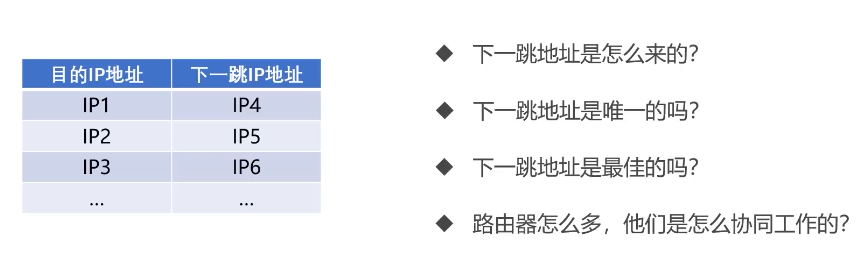 目的IP地址 下一跳IP地址
IP1 IP4
IP2 IP5
IP3 IP6
... ...
◆ 下一跳地址是怎么来的？
◆ 下一跳地址是唯一的吗？
◆ 下一跳地址是最佳的吗？
◆ 路由器怎么多，他们是怎么协同工作的？